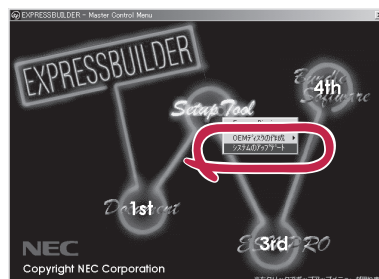 EXPRESSBUILDER - Master Control Menu
EXPRESSBUILDER
4th
Software
Setup Tool
OEMディスクの作成
システムのアップデート
1st
3rd
NEC
Copyright NEC Corporation